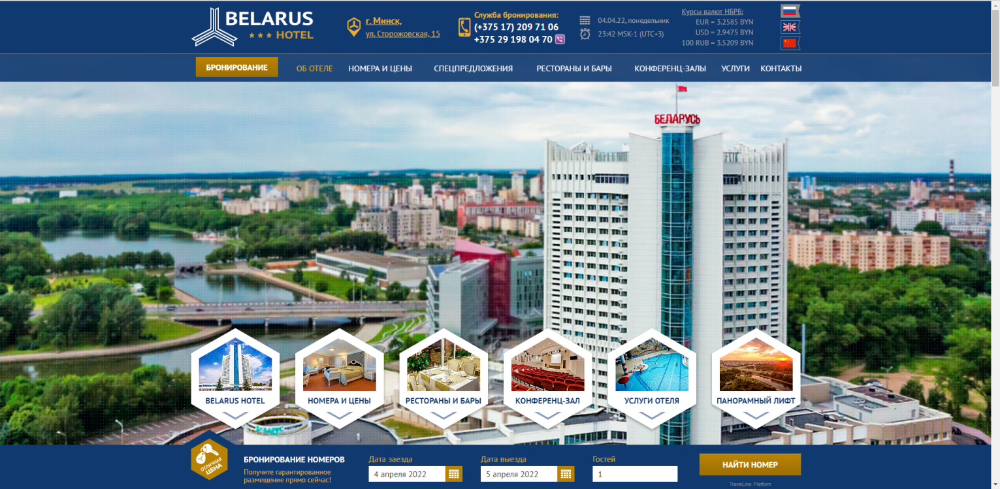 BELARUS
HOTEL
г. Минск,
ул. Сторожовская, 15
Служба бронирования:
(+375 17) 209 71 06
+375 29 198 04 70
04.04.22, понедельник
23:42 MSK-1 (UTC+3)
Курсы валют НБРБ:
EUR = 3.2585 BYN
USD = 2.9475 BYN
100 RUB = 3.5209 BYN
БРОНИРОВАНИЕ
ОБ ОТЕЛЕ
НОМЕРА И ЦЕНЫ
СПЕЦПРЕДЛОЖЕНИЯ
РЕСТОРАНЫ И БАРЫ
КОНФЕРЕНЦ-ЗАЛЫ
УСЛУГИ
КОНТАКТЫ
БЕЛАРУСЬ
BELARUS HOTEL
НОМЕРА И ЦЕНЫ
РЕСТОРАНЫ И БАРЫ
КОНФЕРЕНЦ-ЗАЛ
УСЛУГИ ОТЕЛЯ
ПАНОРАМНЫЙ ЛИФТ
ОТЛИЧНАЯ
ЦЕНА
БРОНИРОВАНИЕ НОМЕРОВ
Получите гарантированное
размещение прямо сейчас!
Дата заезда
4 апреля 2022
Дата выезда
5 апреля 2022
Гостей
1
НАЙТИ НОМЕР
TravelLine: Platform